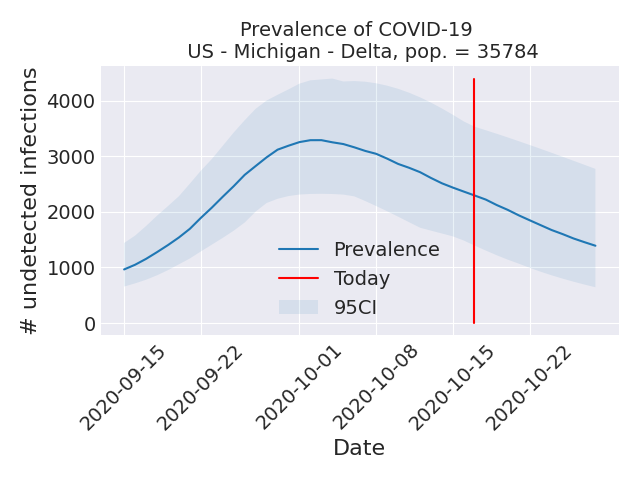 Prevalence of COVID-19
US - Michigan - Delta, pop. = 35784
# undetected infections
4000
3000
2000
1000
0
Prevalence
Today
95CI
2020-09-15
2020-09-22
2020-10-01
2020-10-08
2020-10-15
2020-10-22
Date